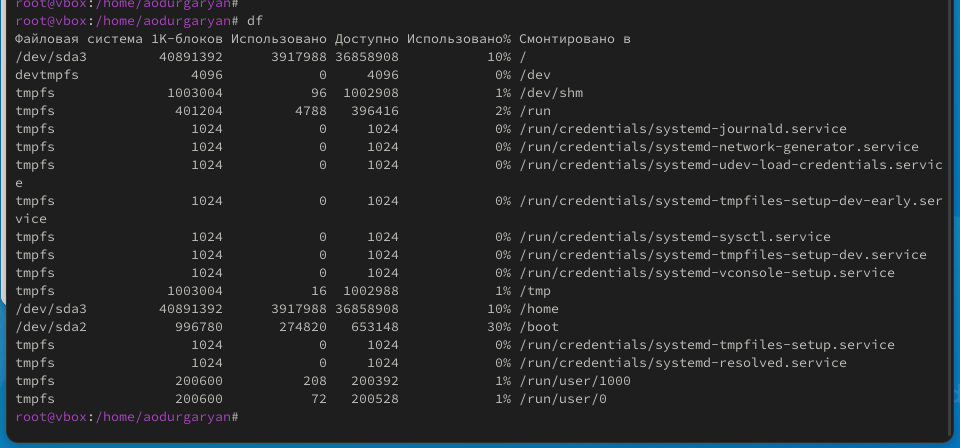 root@vbox:/home/aodurgaryan#
root@vbox:/home/aodurgaryan# df
Файловая система 1K-блоков Использовано Доступно Использовано% Смонтировано в
/dev/sda3         40891392      3917988 36858908           10% /
devtmpfs              4096            0     4096            0% /dev
tmpfs              1003004           96  1002908            1% /dev/shm
tmpfs               401204         4788   396416            2% /run
tmpfs                 1024            0     1024            0% /run/credentials/systemd-journald.service
tmpfs                 1024            0     1024            0% /run/credentials/systemd-network-generator.service
tmpfs                 1024            0     1024            0% /run/credentials/systemd-udev-load-credentials.servic
e
tmpfs                 1024            0     1024            0% /run/credentials/systemd-tmpfiles-setup-dev-early.ser
vice
tmpfs                 1024            0     1024            0% /run/credentials/systemd-sysctl.service
tmpfs                 1024            0     1024            0% /run/credentials/systemd-tmpfiles-setup-dev.service
tmpfs                 1024            0     1024            0% /run/credentials/systemd-vconsole-setup.service
tmpfs              1003004           16  1002988            1% /tmp
/dev/sda3         40891392      3917988 36858908           10% /home
/dev/sda2           996780       274820   653148           30% /boot
tmpfs                 1024            0     1024            0% /run/credentials/systemd-tmpfiles-setup.service
tmpfs                 1024            0     1024            0% /run/credentials/systemd-resolved.service
tmpfs               200600          208   200392            1% /run/user/1000
tmpfs               200600           72   200528            1% /run/user/0
root@vbox:/home/aodurgaryan#